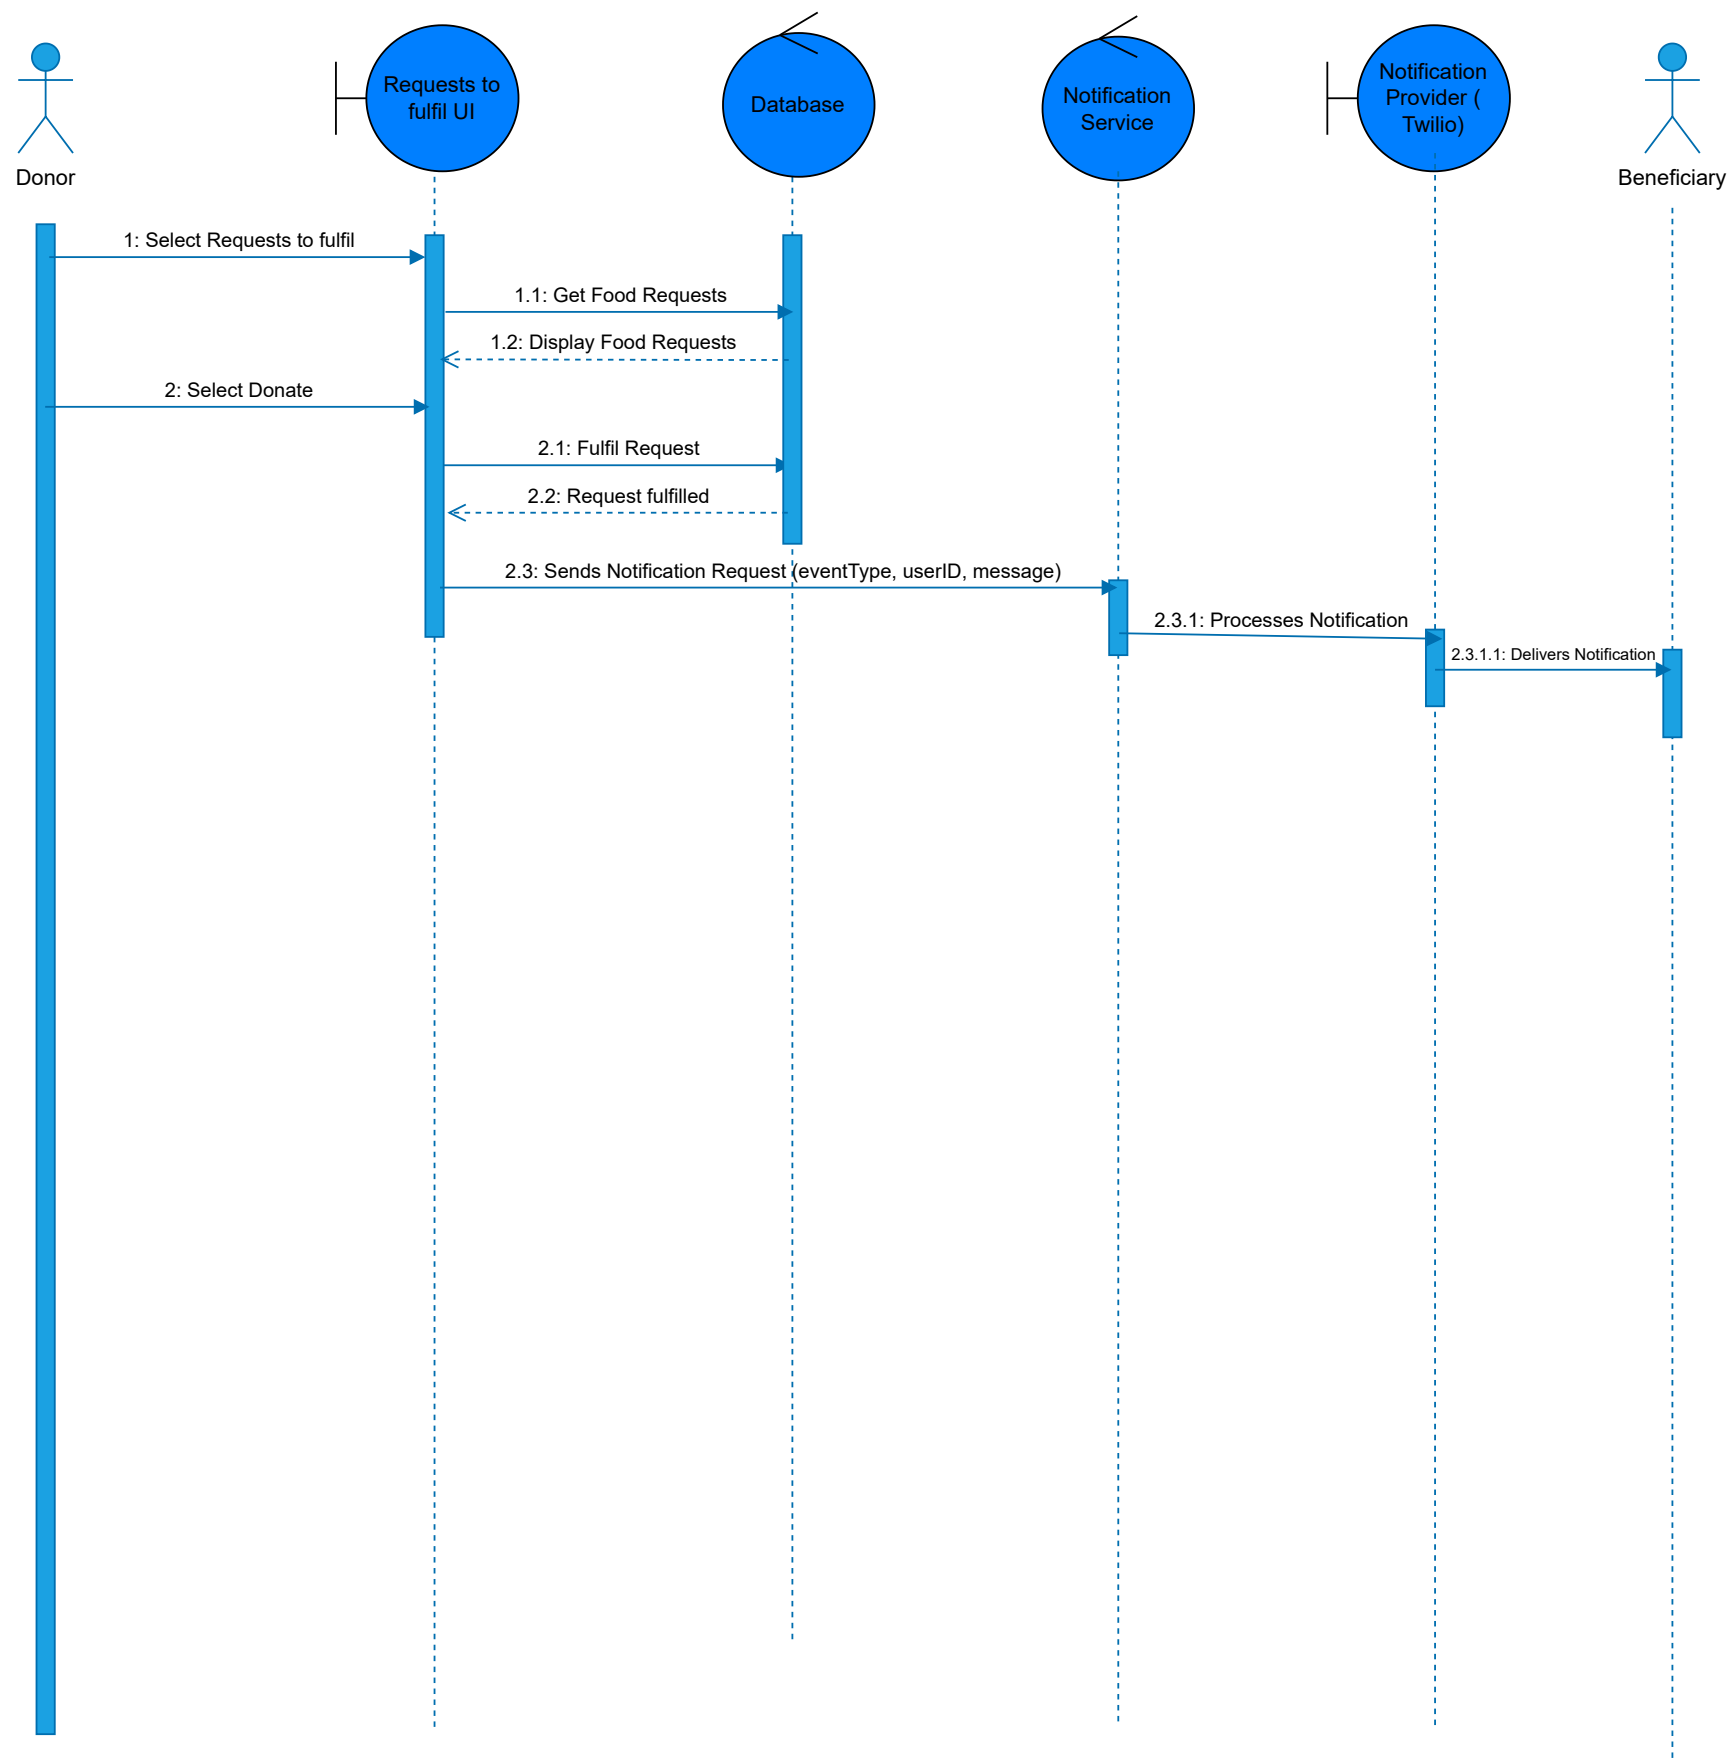 Requests to
fulfil UI
Database
Notification
Service
Notification
Provider (
Twilio)
Donor
Beneficiary
1: Select Requests to fulfil
1.1: Get Food Requests
1.2: Display Food Requests
2: Select Donate
2.1: Fulfil Request
2.2: Request fulfilled
2.3: Sends Notification Request (eventType, userID, message)
2.3.1: Processes Notification
2.3.1.1: Delivers Notification